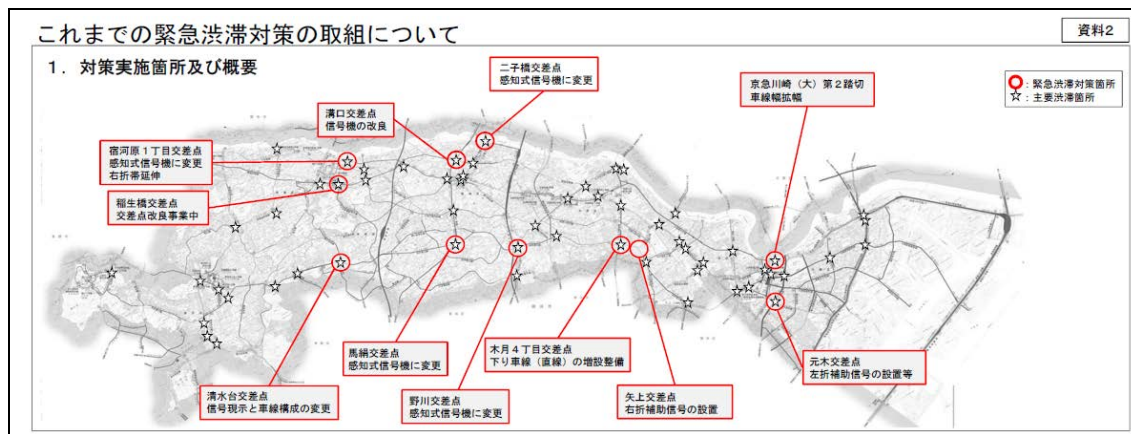 これまでの緊急渋滞対策の取組について
資料2
1. 対策実施箇所及び概要
:緊急渋滞対策箇所
☆:主要渋滞箇所
二子橋交差点
感知式信号機に変更
京急川崎(大)第2踏切
車線幅拡幅
溝口交差点
信号機の改良
宿河原1丁目交差点
感知式信号機に変更
右折帯延伸
稲生橋交差点
交差点改良事業中
馬絹交差点
感知式信号機に変更
木月4丁目交差点
下り車線(直線)の増設整備
元木交差点
左折補助信号の設置等
清水台交差点
信号現示と車線構成の変更
野川交差点
感知式信号機に変更
矢上交差点
右折補助信号の設置